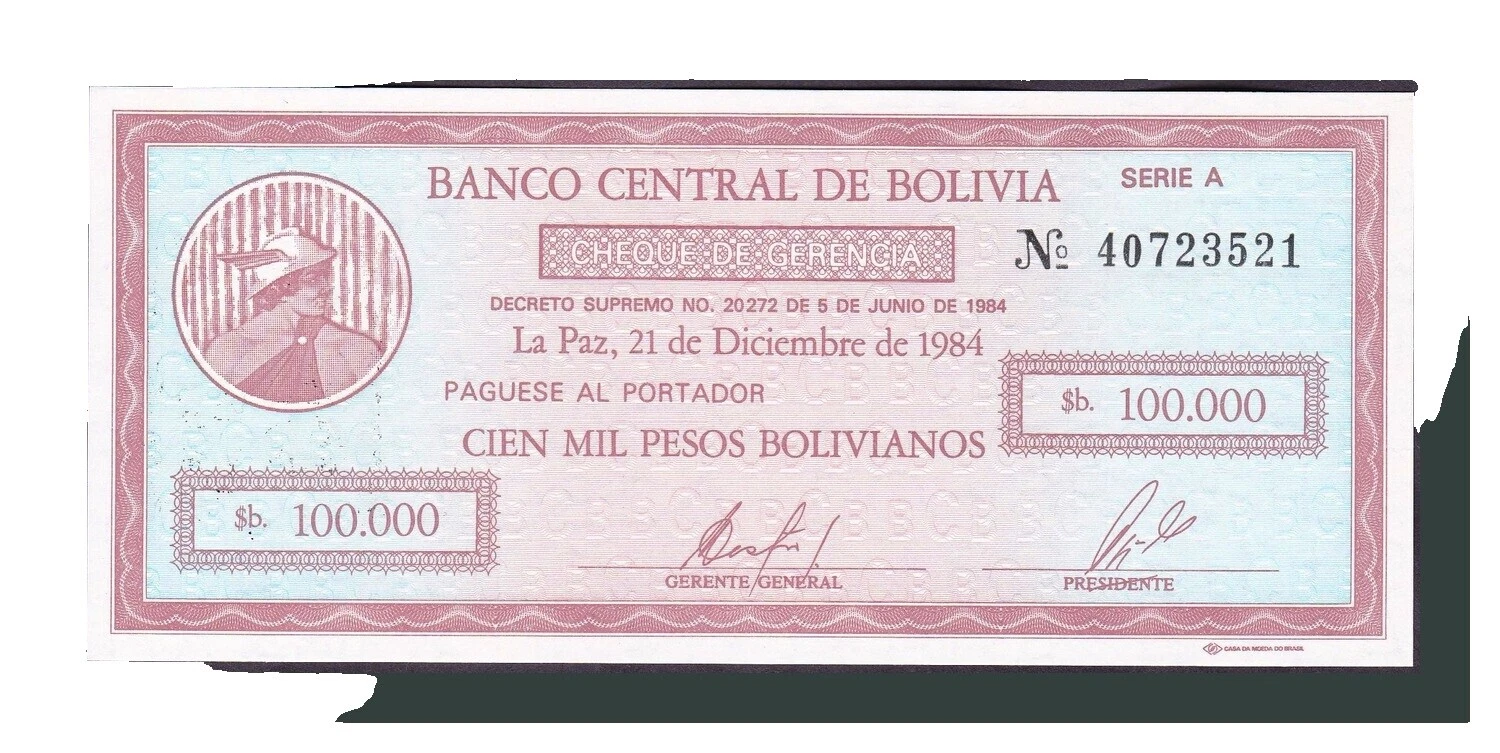 BANCO CENTRAL DE BOLIVIA
SERIE A
CHEQUE DE GERENCIA
Nº 40723521
DECRETO SUPREMO NO. 20272 DE 5 DE JUNIO DE 1984
La Paz, 21 de Diciembre de 1984
PAGUESE AL PORTADOR
$b. 100.000
CIEN MIL PESOS BOLIVIANOS
$b. 100.000
GERENTE GENERAL
PRESIDENTE
CASA DA MOEDA DO BRASIL